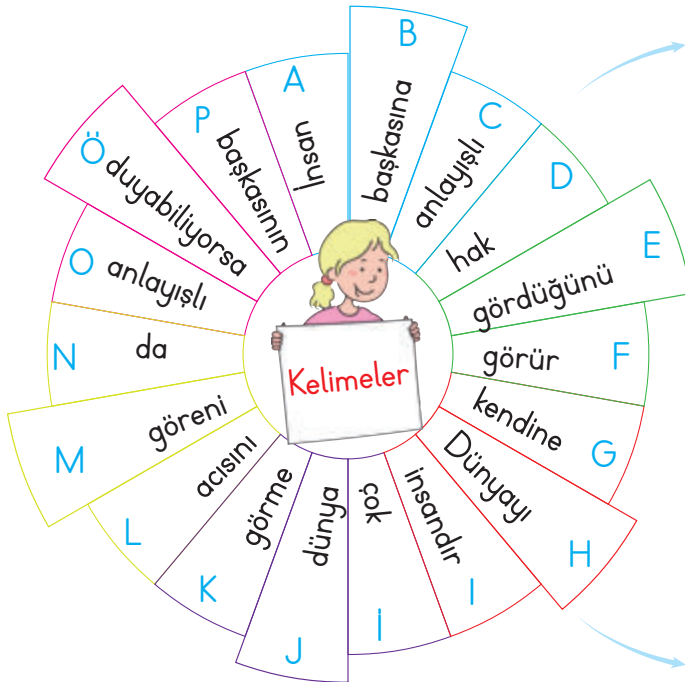 A
İnsan
B
başkasına
C
anlayışlı
D
hak
E
gördüğünü
F
görür
G
kendine
H
Dünyayı
I
insandır
İ
çok
J
dünya
K
görme
L
acısını
M
göreni
N
da
O
anlayışlı
Ö
duyabiliyorsa
P
başkasının
Kelimeler